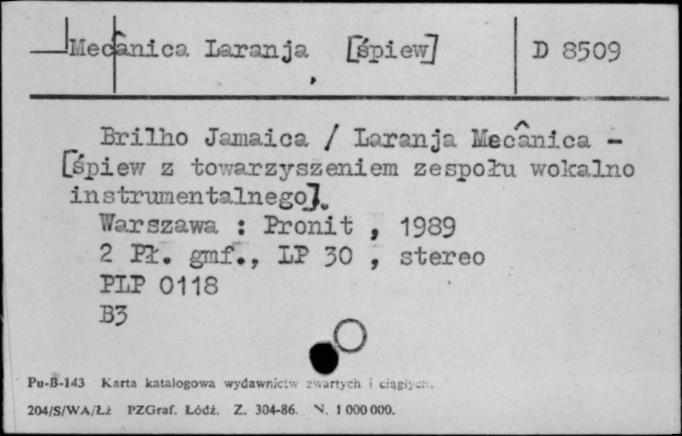 Mecânica Laranja [śpiew] D 8509
,
Brilho Jamaica / Laranja Mecânica -
[śpiew z towarzyszeniem zespołu wokalno
instrumentalnego].
Warszawa : Pronit , 1989
2 Pł. gmf., LP 30 , stereo
PLP 0118
B3
Pu-B-143 Karta katalogowa wydawnictw zwartych i ciągłych.
204/S/WA/Łż PZGraf. Łódź. Z. 304-86. N. 1 000 000.